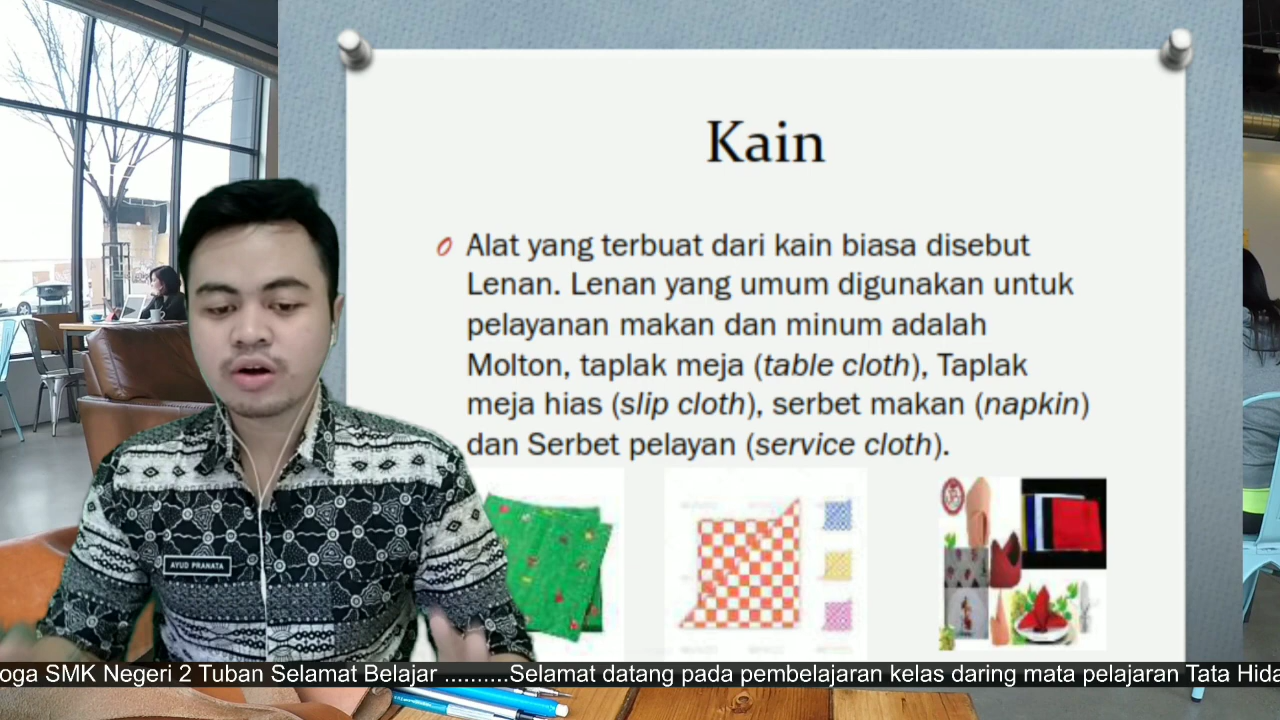 Kain
Alat yang terbuat dari kain biasa disebut
Lenan. Lenan yang umum digunakan untuk
pelayanan makan dan minum adalah
Molton, taplak meja (table cloth), Taplak
meja hias (slip cloth), serbet makan (napkin)
dan Serbet pelayan (service cloth).
AYUD PRANATA
oga SMK Negeri 2 Tuban Selamat Belajar ..........Selamat datang pada pembelajaran kelas daring mata pelajaran Tata Hida